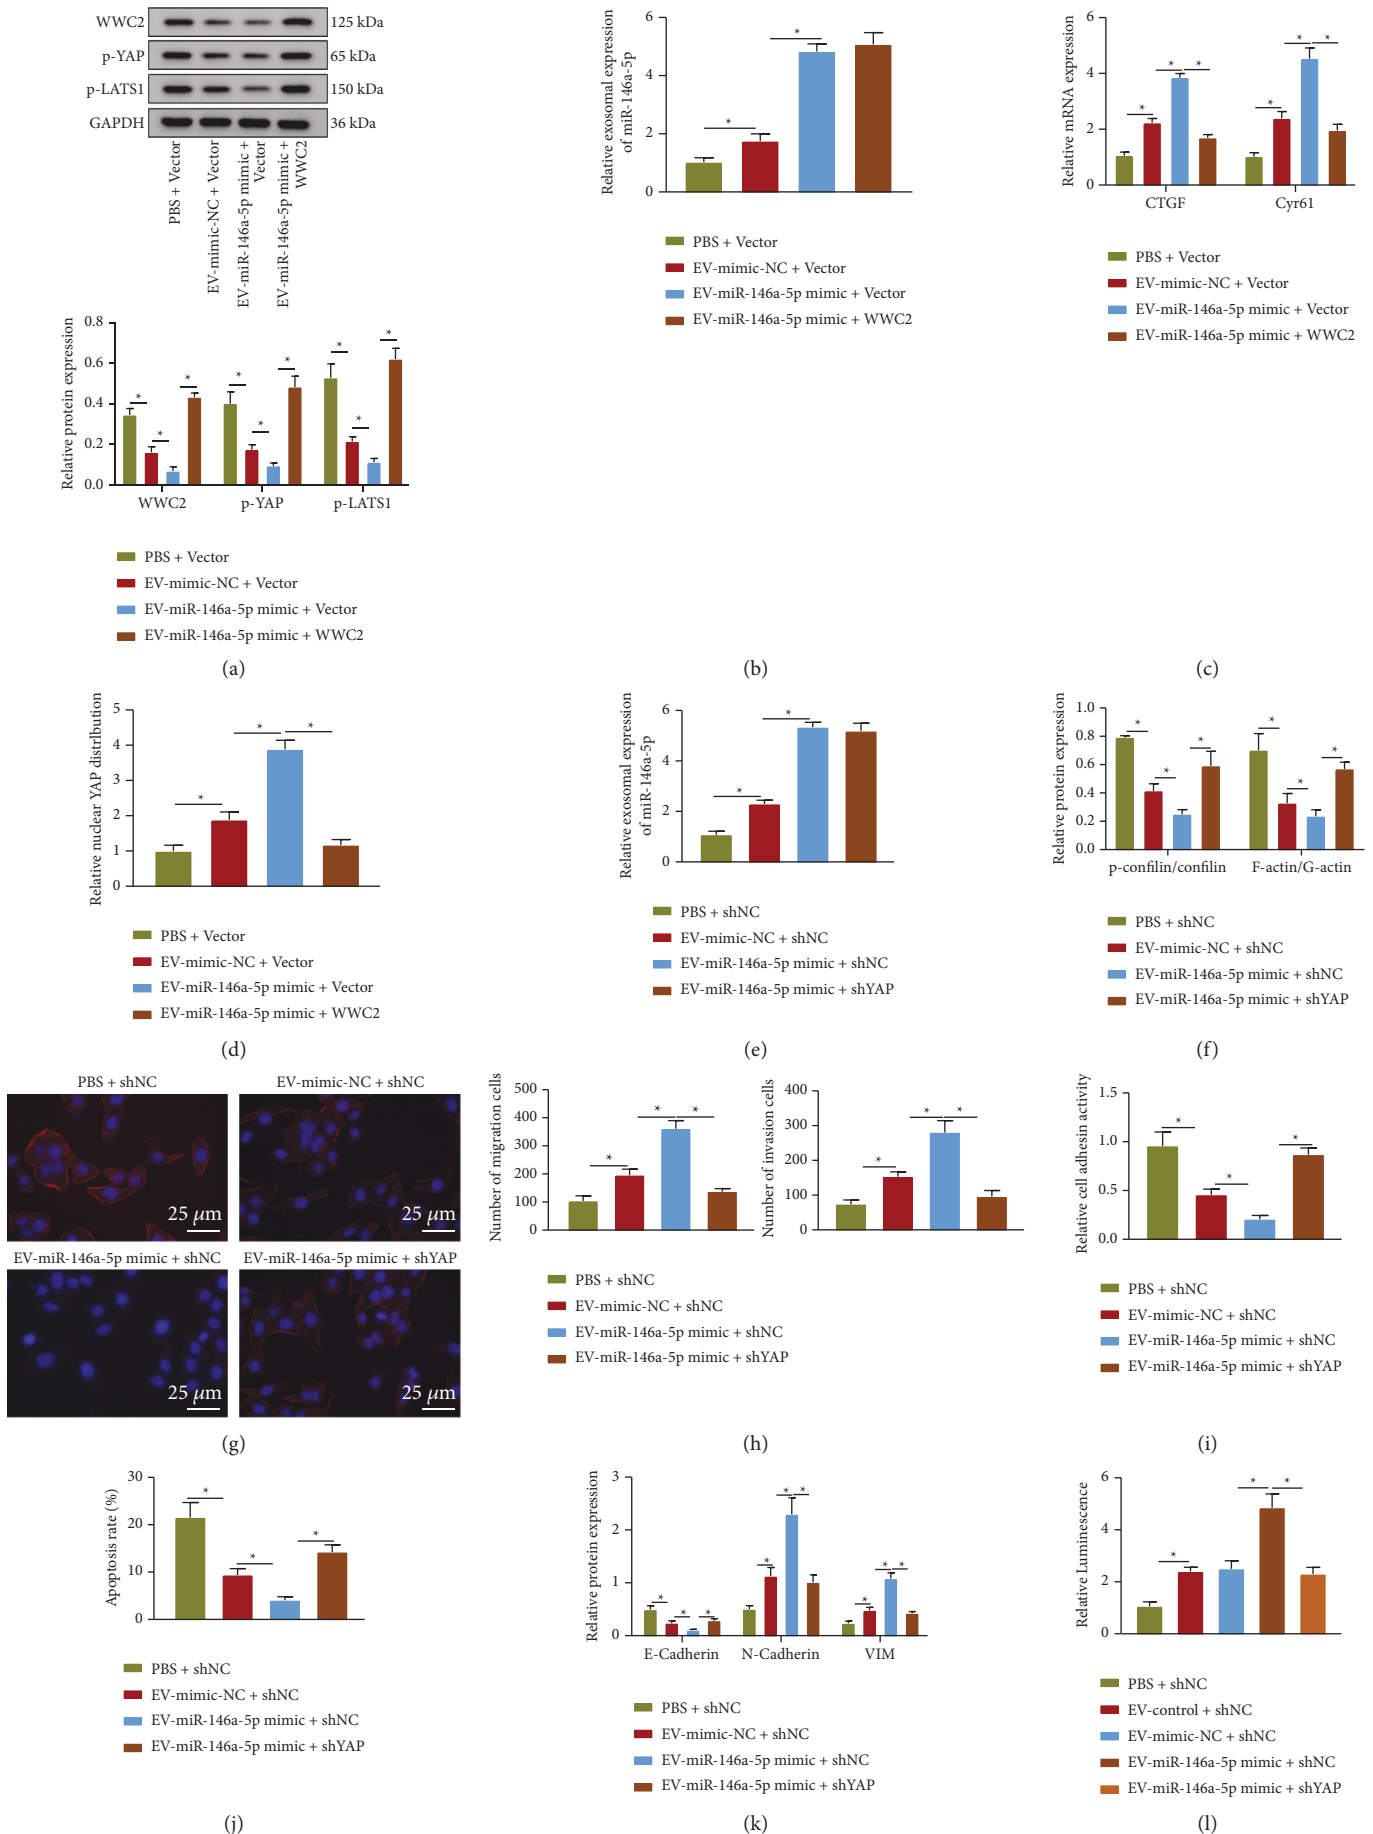 WWC2
125 kDa
p-YAP
65 kDa
p-LATS1
150 kDa
GAPDH
36 kDa
PBS + Vector
EV-mimic-NC + Vector
EV-miR-146a-5p mimic +
Vector
EV-miR-146a-5p mimic +
WWC2
Relative protein expression
0.8
0.6
0.4
0.2
0.0
* * * * * * * * *
WWC2 p-YAP p-LATS1
PBS + Vector
EV-mimic-NC + Vector
EV-miR-146a-5p mimic + Vector
EV-miR-146a-5p mimic + WWC2
(a)
Relative exosomal expression
of miR-146a-5p
6
4
2
0
* *
PBS + Vector
EV-mimic-NC + Vector
EV-miR-146a-5p mimic + Vector
EV-miR-146a-5p mimic + WWC2
(b)
Relative mRNA expression
6
4
2
0
* * * * * *
CTGF Cyr61
PBS + Vector
EV-mimic-NC + Vector
EV-miR-146a-5p mimic + Vector
EV-miR-146a-5p mimic + WWC2
(c)
Relative nuclear YAP distrlbution
5
4
3
2
1
0
* * *
PBS + Vector
EV-mimic-NC + Vector
EV-miR-146a-5p mimic + Vector
EV-miR-146a-5p mimic + WWC2
(d)
Relative exosomal expression
of miR-146a-5p
6
4
2
0
* *
PBS + shNC
EV-mimic-NC + shNC
EV-miR-146a-5p mimic + shNC
EV-miR-146a-5p mimic + shYAP
(e)
Relative protein expression
1.0
0.8
0.6
0.4
0.2
0.0
* * * * * *
p-confilin/confilin F-actin/G-actin
PBS + shNC
EV-mimic-NC + shNC
EV-miR-146a-5p mimic + shNC
EV-miR-146a-5p mimic + shYAP
(f)
PBS + shNC
EV-mimic-NC + shNC
25 μm
25 μm
EV-miR-146a-5p mimic + shNC
EV-miR-146a-5p mimic + shYAP
25 μm
25 μm
(g)
Number of migration cells
500
400
300
200
100
0
* * *
Number of invasion cells
400
300
200
100
0
* * *
PBS + shNC
EV-mimic-NC + shNC
EV-miR-146a-5p mimic + shNC
EV-miR-146a-5p mimic + shYAP
(h)
Relative cell adhesin activity
1.5
1.0
0.5
0.0
* * *
PBS + shNC
EV-mimic-NC + shNC
EV-miR-146a-5p mimic + shNC
EV-miR-146a-5p mimic + shYAP
(i)
Apoptosis rate (%)
30
20
10
0
* * *
PBS + shNC
EV-mimic-NC + shNC
EV-miR-146a-5p mimic + shNC
EV-miR-146a-5p mimic + shYAP
(j)
Relative protein expression
3
2
1
0
* * * * * * * * *
E-Cadherin N-Cadherin VIM
PBS + shNC
EV-mimic-NC + shNC
EV-miR-146a-5p mimic + shNC
EV-miR-146a-5p mimic + shYAP
(k)
Relative Luminescence
6
4
2
0
* * *
PBS + shNC
EV-control + shNC
EV-mimic-NC + shNC
EV-miR-146a-5p mimic + shNC
EV-miR-146a-5p mimic + shYAP
(l)